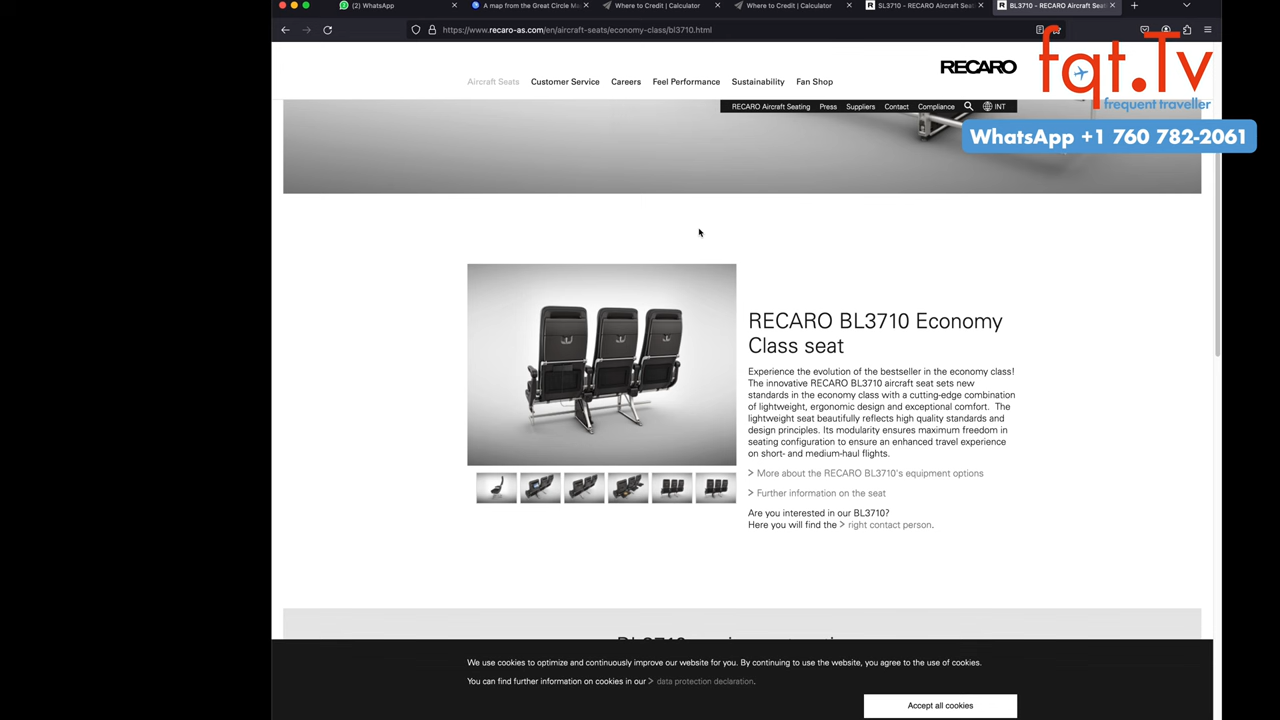 (2) WhatsApp
A map from the Great Circle Ma
Where to Credit | Calculator
Where to Credit | Calculator
SL3710 - RECARO Aircraft Seat
BL3710 - RECARO Aircraft Seat
https://www.recaro-as.com/en/aircraft-seats/economy-class/bl3710.html
fqt.Tv
frequent traveller
WhatsApp +1 760 782-2061
RECARO
Aircraft Seats
Customer Service
Careers
Feel Performance
Sustainability
Fan Shop
RECARO Aircraft Seating
Press
Suppliers
Contact
Compliance
INT
RECARO BL3710 Economy
Class seat
Experience the evolution of the bestseller in the economy class!
The innovative RECARO BL3710 aircraft seat sets new
standards in the economy class with a cutting-edge combination
of lightweight, ergonomic design and exceptional comfort. The
lightweight seat beautifully reflects high quality standards and
design principles. Its modularity ensures maximum freedom in
seating configuration to ensure an enhanced travel experience
on short- and medium-haul flights.
> More about the RECARO BL3710's equipment options
> Further information on the seat
Are you interested in our BL3710?
Here you will find the > right contact person.
We use cookies to optimize and continuously improve our website for you. By continuing to use the website, you agree to the use of cookies.
You can find further information on cookies in our > data protection declaration.
Accept all cookies